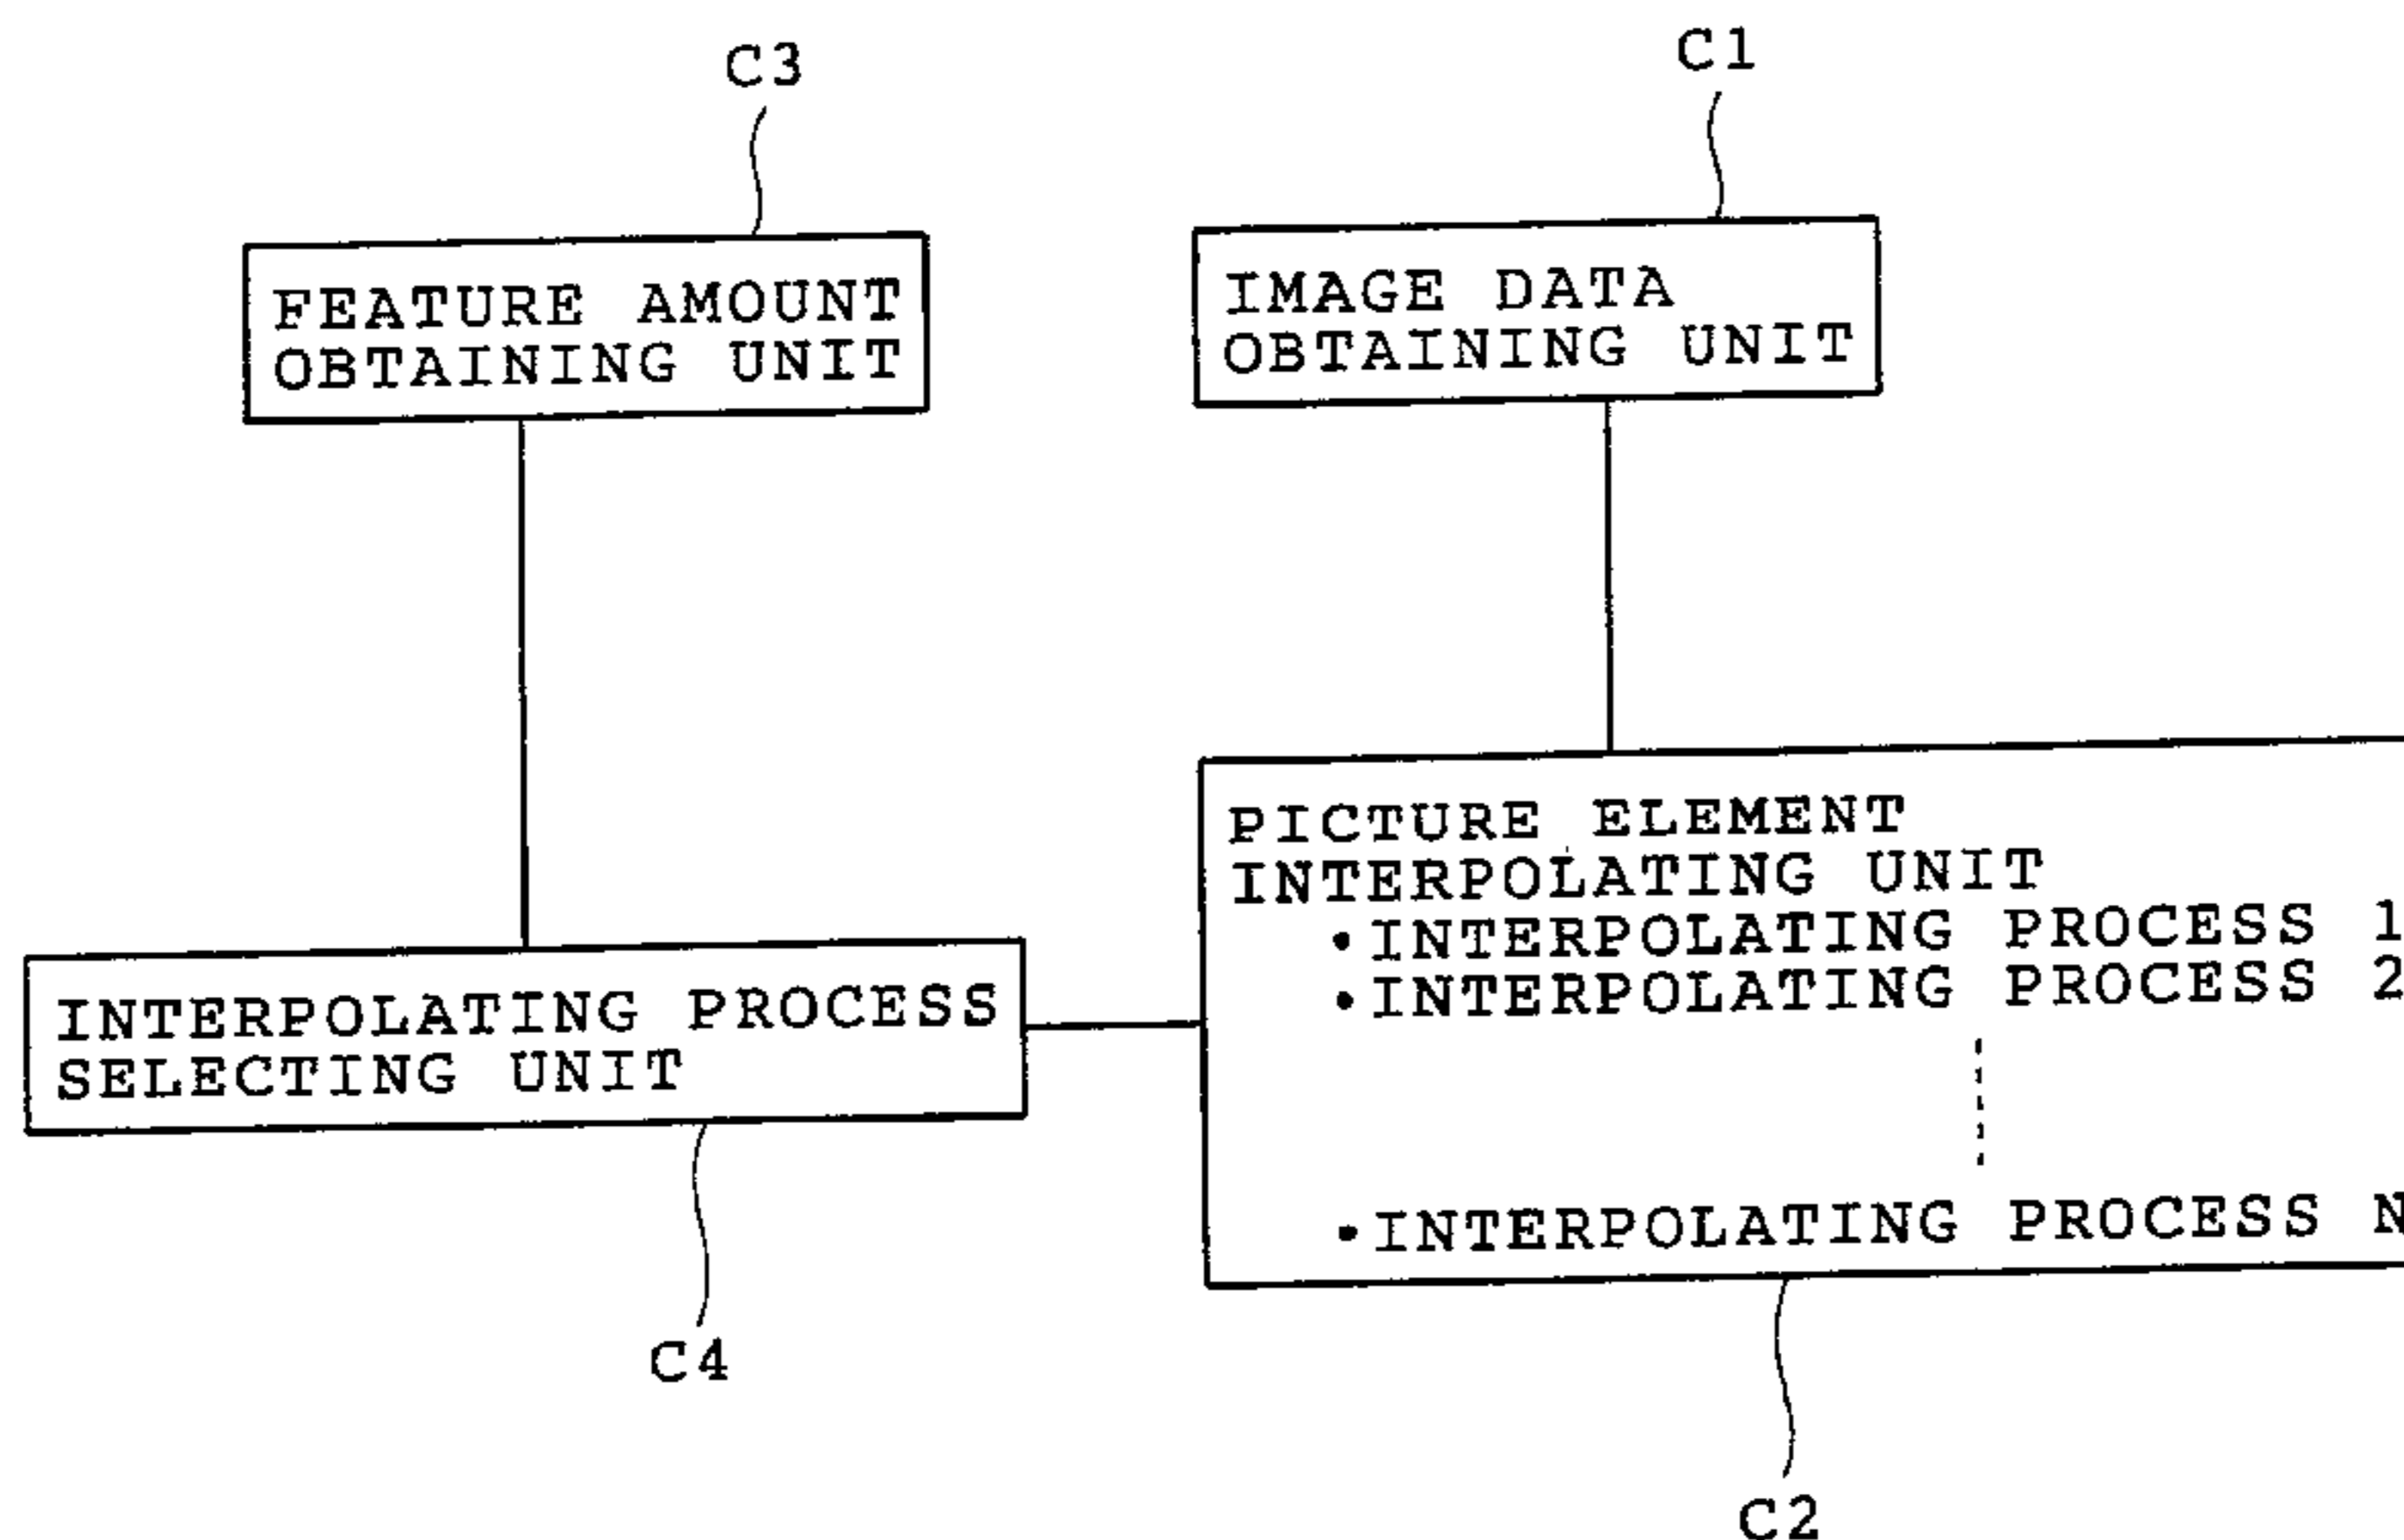 C3
C1
FEATURE AMOUNT
OBTAINING UNIT
IMAGE DATA
OBTAINING UNIT
INTERPOLATING PROCESS
SELECTING UNIT
PICTURE ELEMENT
INTERPOLATING UNIT
•INTERPOLATING PROCESS 1
•INTERPOLATING PROCESS 2
•INTERPOLATING PROCESS N
C4
C2